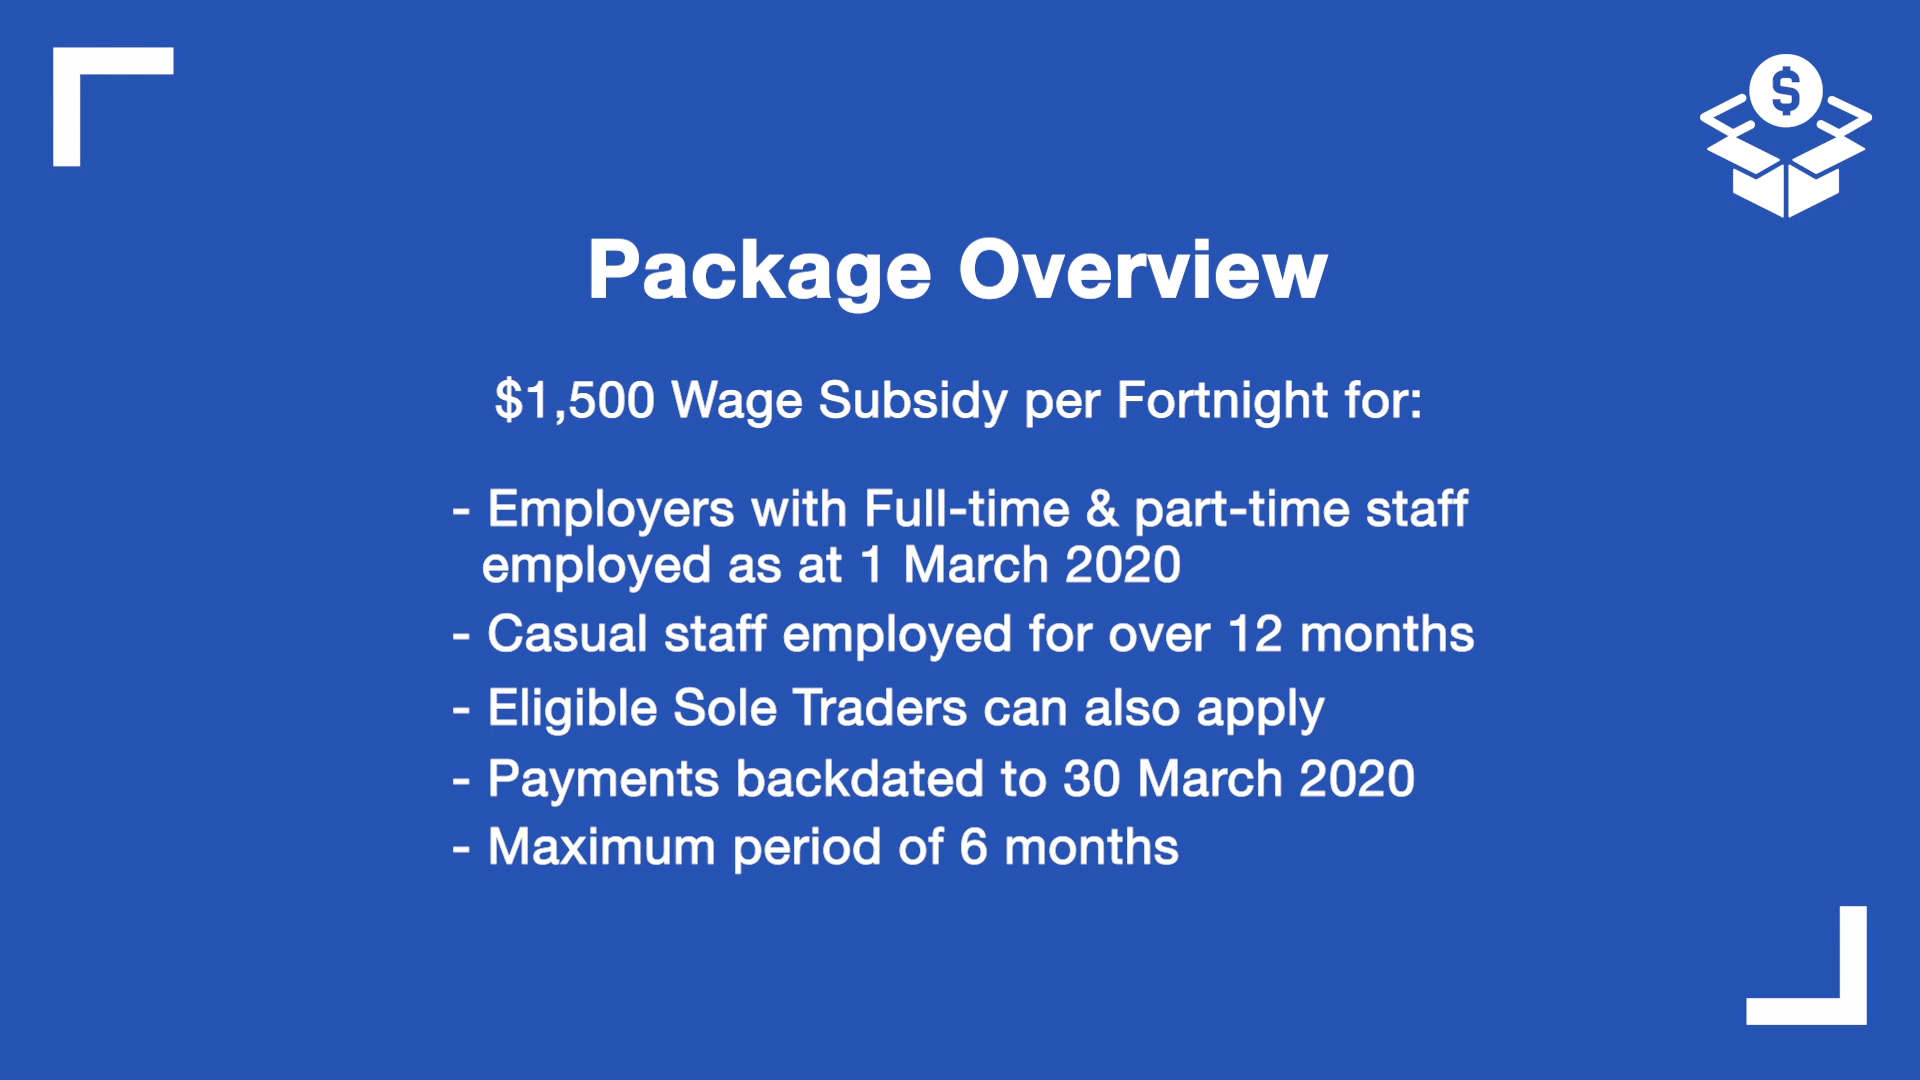 $
Package Overview
$1,500 Wage Subsidy per Fortnight for:
- Employers with Full-time & part-time staff
employed as at 1 March 2020
- Casual staff employed for over 12 months
- Eligible Sole Traders can also apply
- Payments backdated to 30 March 2020
- Maximum period of 6 months